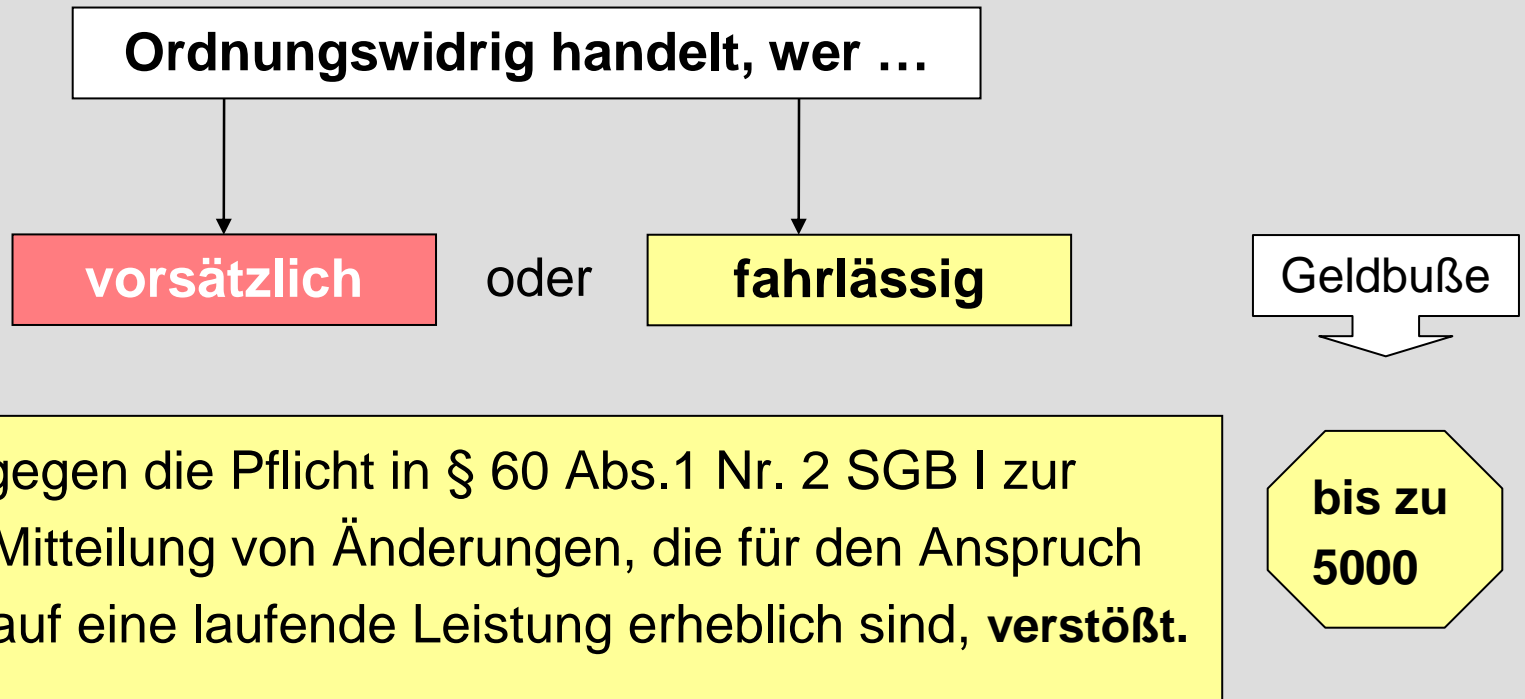 Ordnungswidrig handelt, wer …
vorsätzlich oder fahrlässig
Geldbuße
gegen die Pflicht in § 60 Abs.1 Nr. 2 SGB I zur
Mitteilung von Änderungen, die für den Anspruch
auf eine laufende Leistung erheblich sind, verstößt.
bis zu
5000